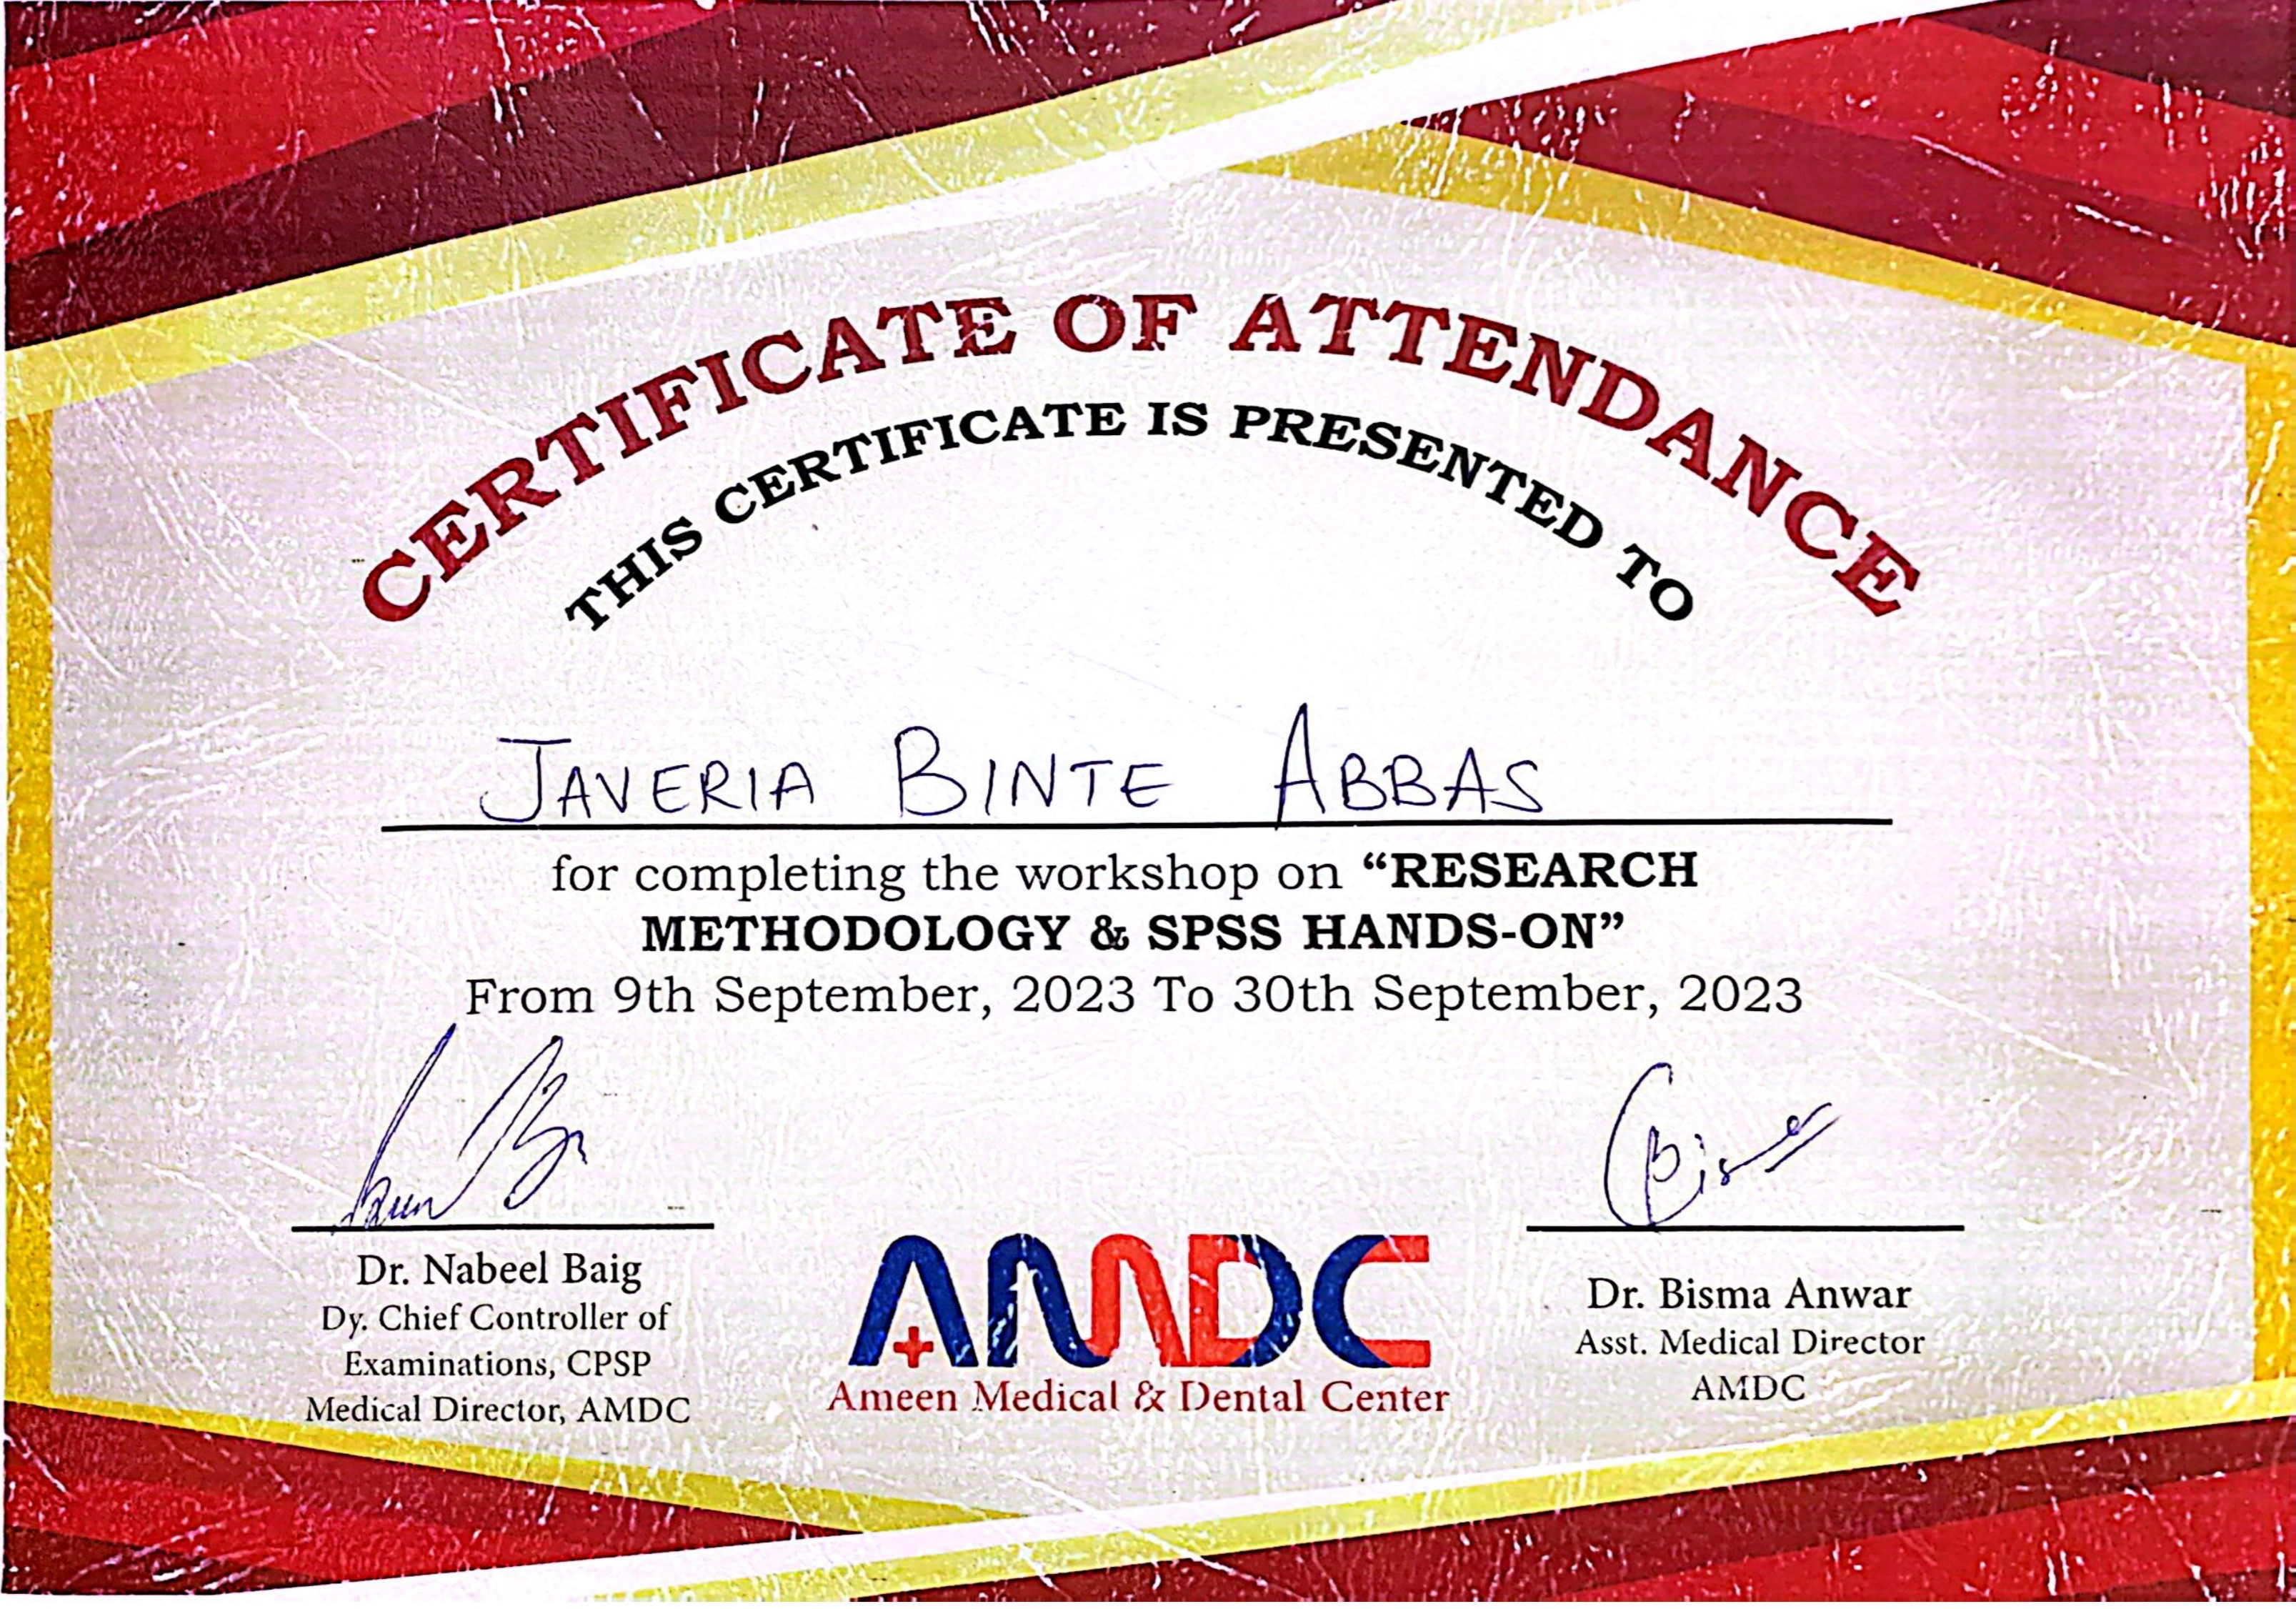 CERTIFICATE OF ATTENDANCE
THIS CERTIFICATE IS PRESENTED TO
JAVERIA BINTE ABBAS
for completing the workshop on “RESEARCH
METHODOLOGY & SPSS HANDS-ON”
From 9th September, 2023 To 30th September, 2023
Dr. Nabeel Baig
Dy. Chief Controller of
Examinations, CPSP
Medical Director, AMDC
AMDC
Ameen Medical & Dental Center
Bisma
Dr. Bisma Anwar
Asst. Medical Director
AMDC